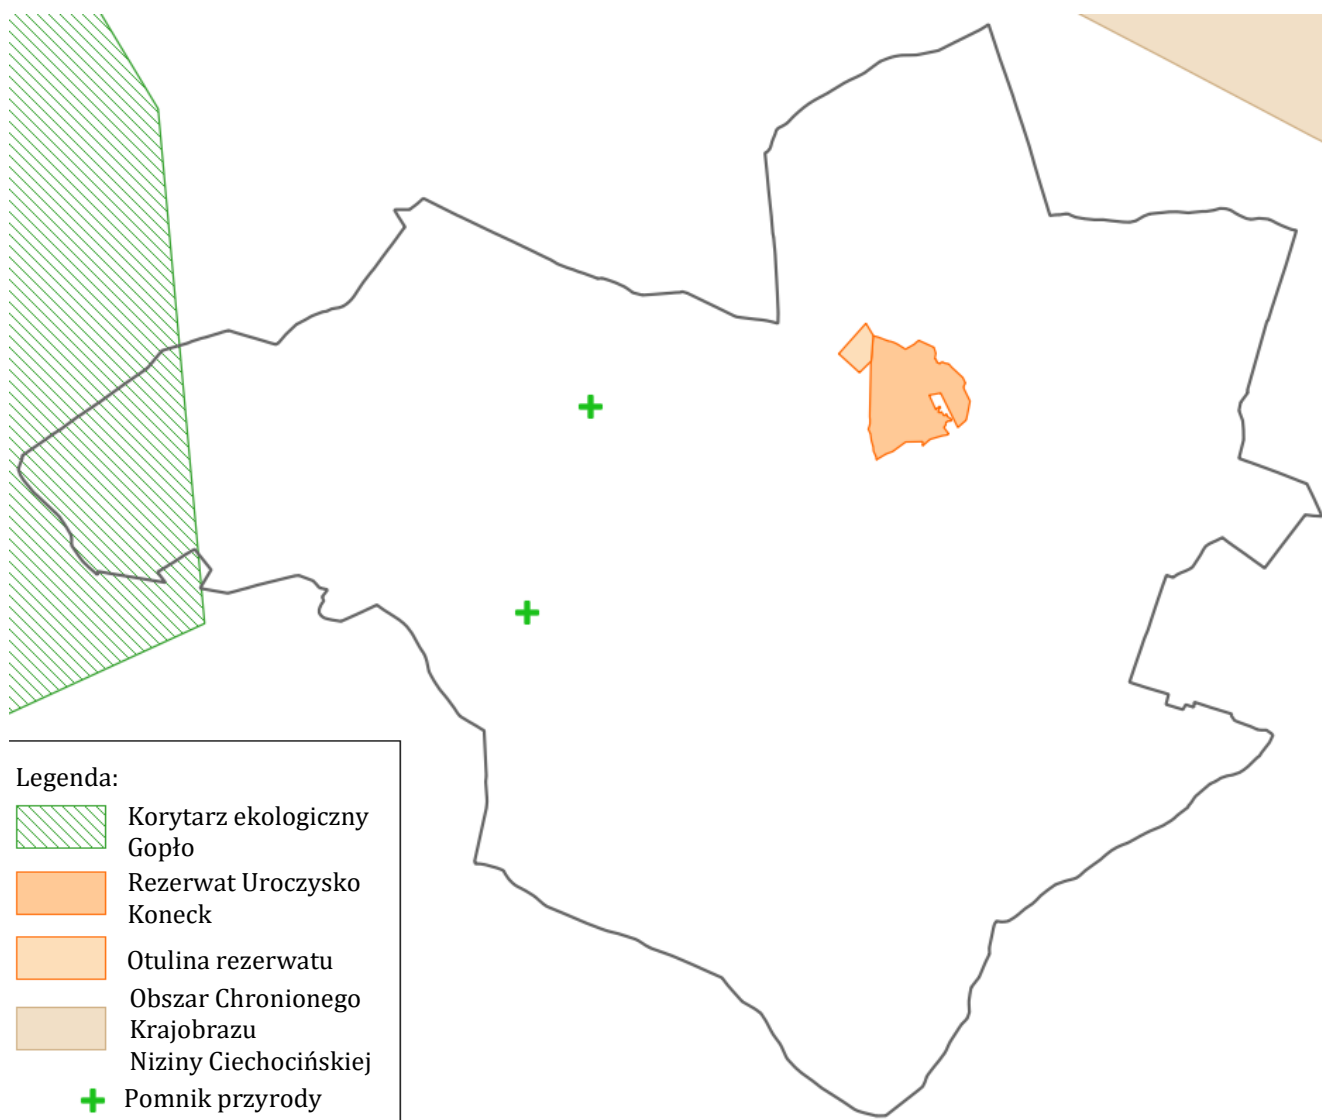 Legenda:
Korytarz ekologiczny
Gopło
Rezerwat Uroczysko
Koneck
Otulina rezerwatu
Obszar Chronionego
Krajobrazu
Niziny Ciechocińskiej
Pomnik przyrody